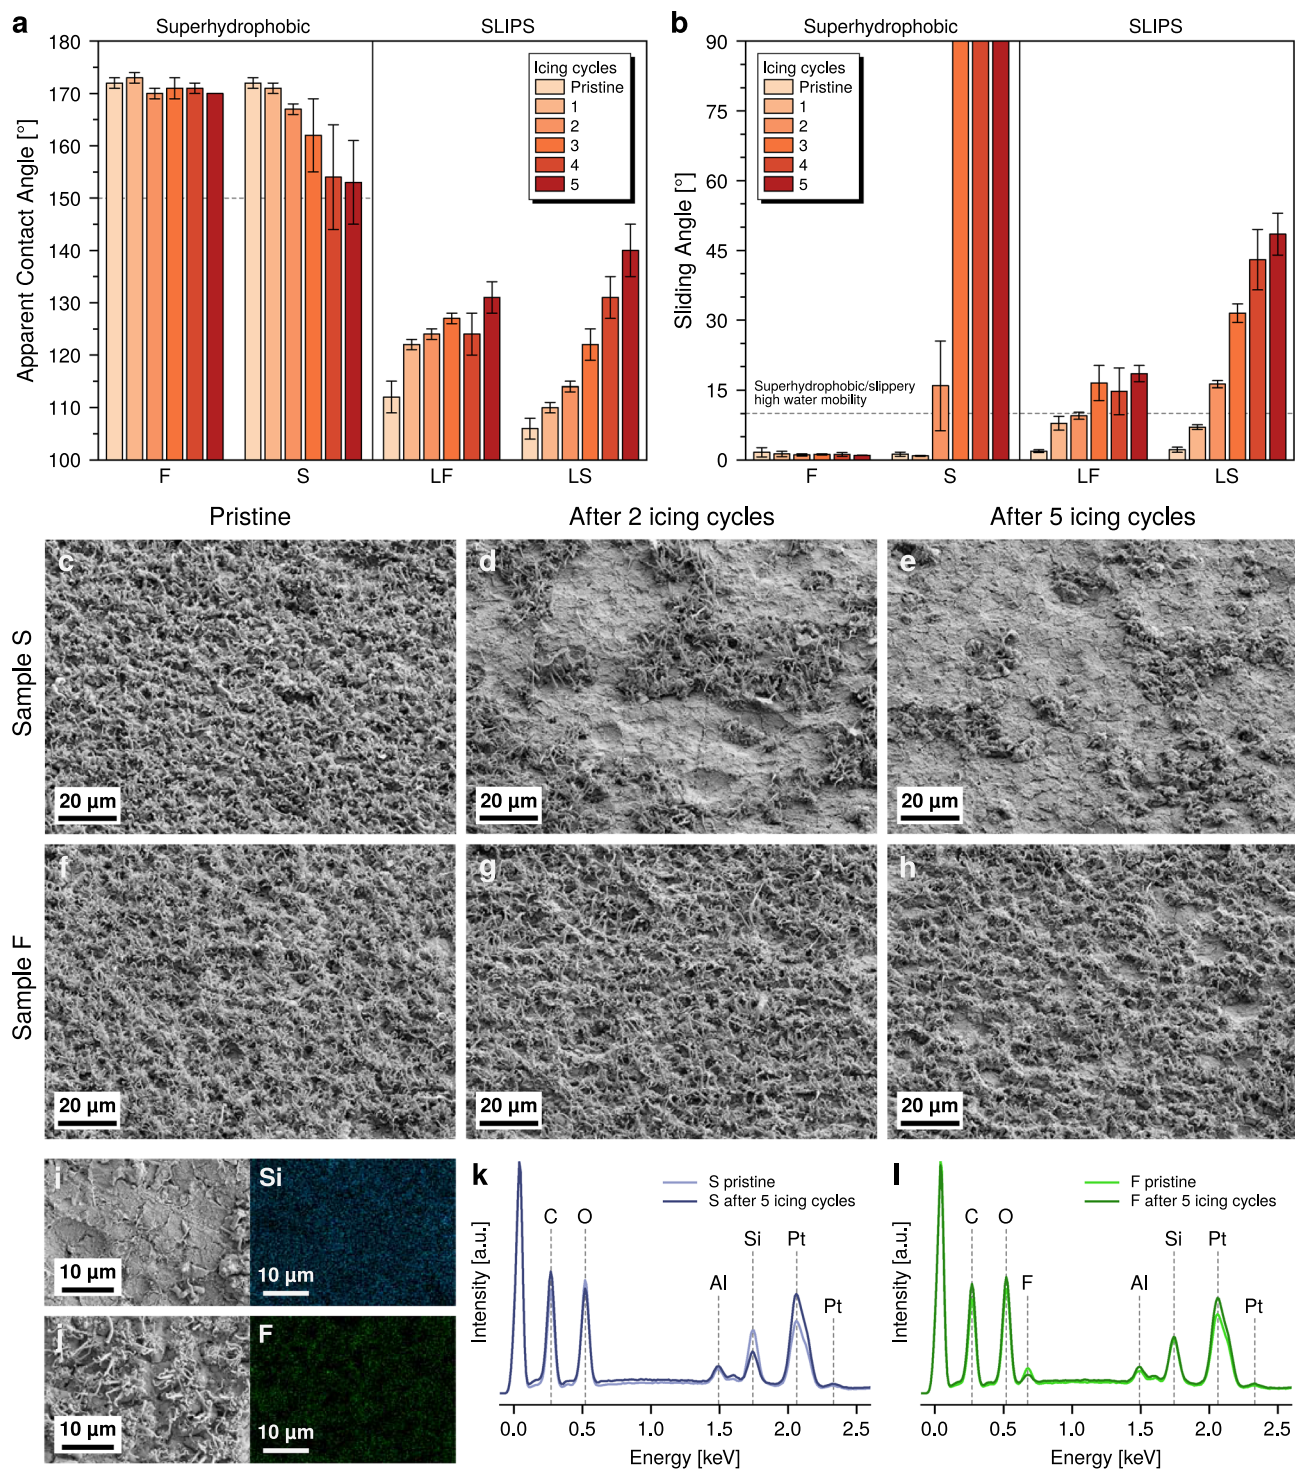 a
Superhydrophobic
SLIPS
Apparent Contact Angle [°]
180
170
160
150
140
130
120
110
100
Icing cycles
Pristine
1
2
3
4
5
F
S
LF
LS
b
Superhydrophobic
SLIPS
Sliding Angle [°]
90
75
60
45
30
15
0
Icing cycles
Pristine
1
2
3
4
5
Superhydrophobic/slippery
high water mobility
F
S
LF
LS
Pristine
After 2 icing cycles
After 5 icing cycles
Sample S
c
20 µm
d
20 µm
e
20 µm
Sample F
f
20 µm
g
20 µm
h
20 µm
i
10 µm
Si
10 µm
j
10 µm
F
10 µm
k
S pristine
S after 5 icing cycles
Intensity [a.u.]
C
O
Al
Si
Pt
Pt
0.0
0.5
1.0
1.5
2.0
2.5
Energy [keV]
l
F pristine
F after 5 icing cycles
Intensity [a.u.]
C
O
F
Al
Si
Pt
Pt
0.0
0.5
1.0
1.5
2.0
2.5
Energy [keV]